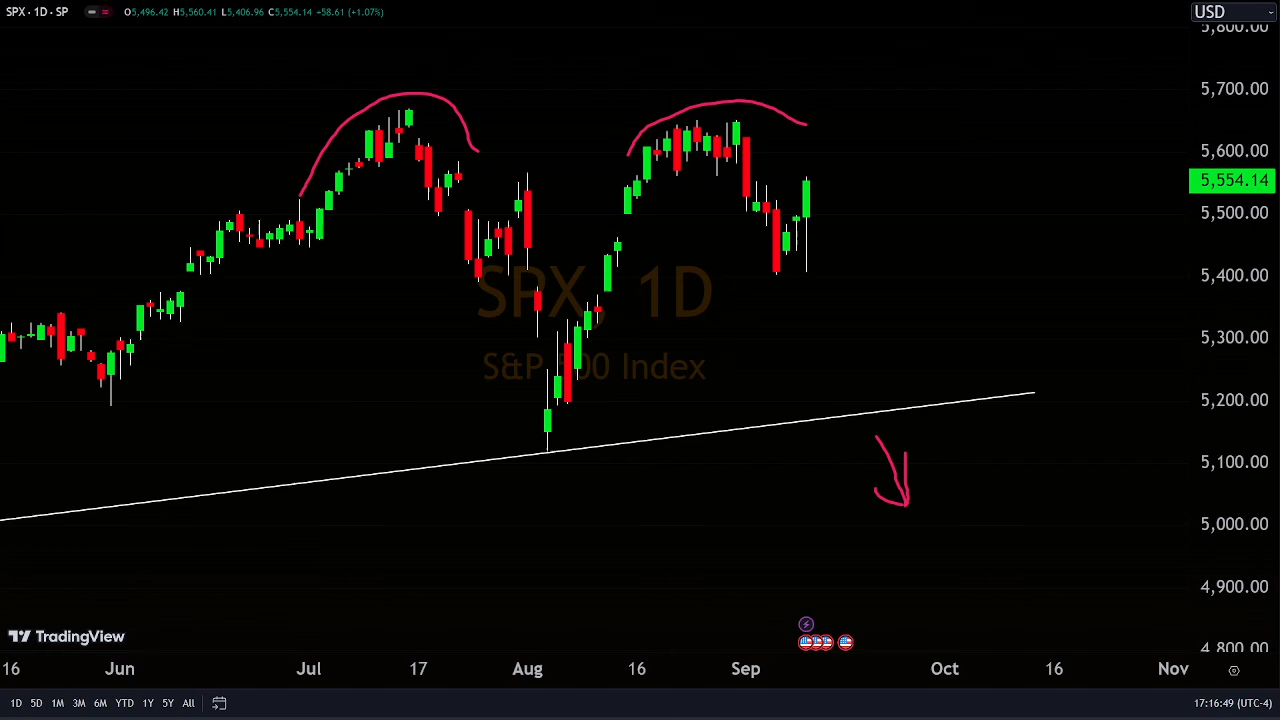 SPX · 1D · SP O5,496.42 H5,560.41 L5,406.96 C5,554.14 +58.61 (+1.07%)
USD
5,800.00
5,700.00
5,600.00
5,554.14
5,500.00
5,400.00
5,300.00
5,200.00
5,100.00
5,000.00
4,900.00
4,800.00
SPX, 1D
S&P 500 Index
TradingView
16 Jun Jul 17 Aug 16 Sep Oct 16 Nov
1D 5D 1M 3M 6M YTD 1Y 5Y All
17:16:49 (UTC-4)